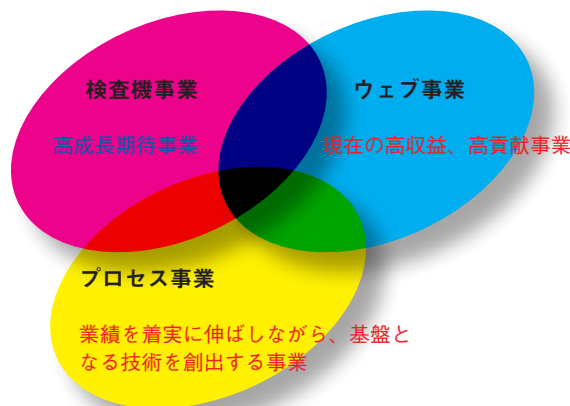 検査機事業
ウェブ事業
高成長期待事業
現在の高収益、高貢献事業
プロセス事業
業績を着実に伸ばしながら、基盤と
なる技術を創出する事業